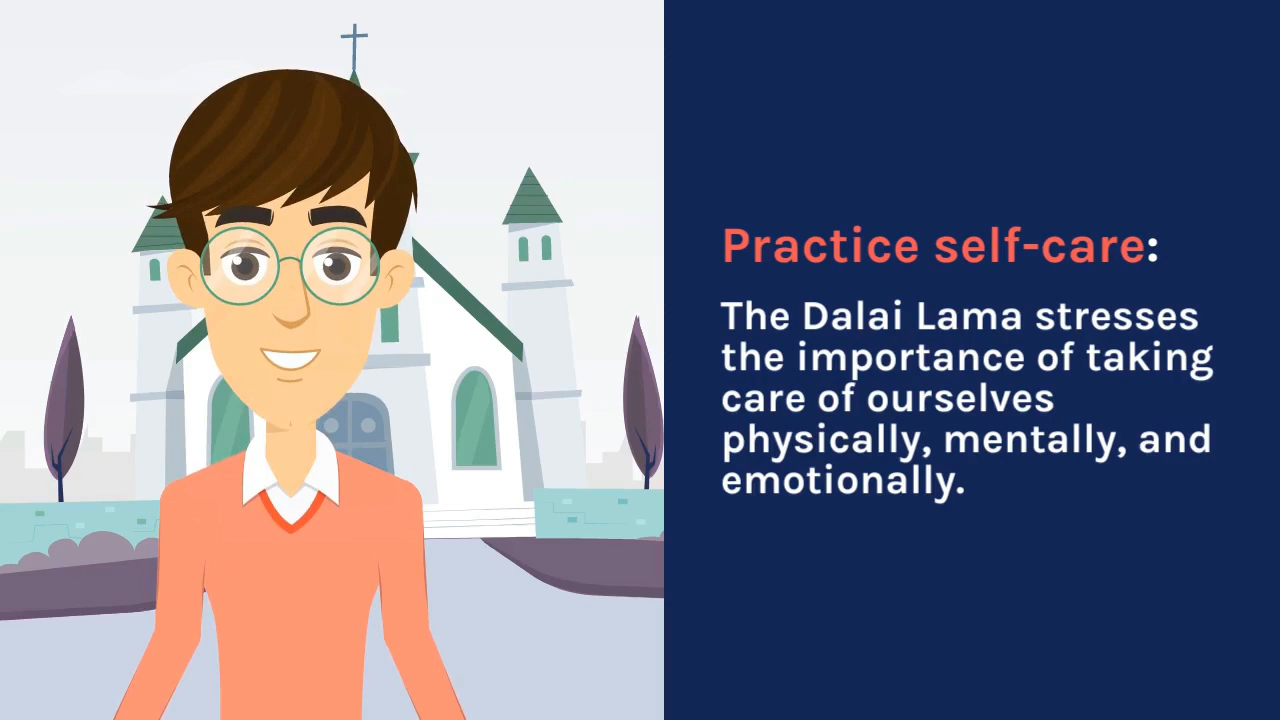 Practice self-care:
The Dalai Lama stresses
the importance of taking
care of ourselves
physically, mentally, and
emotionally.